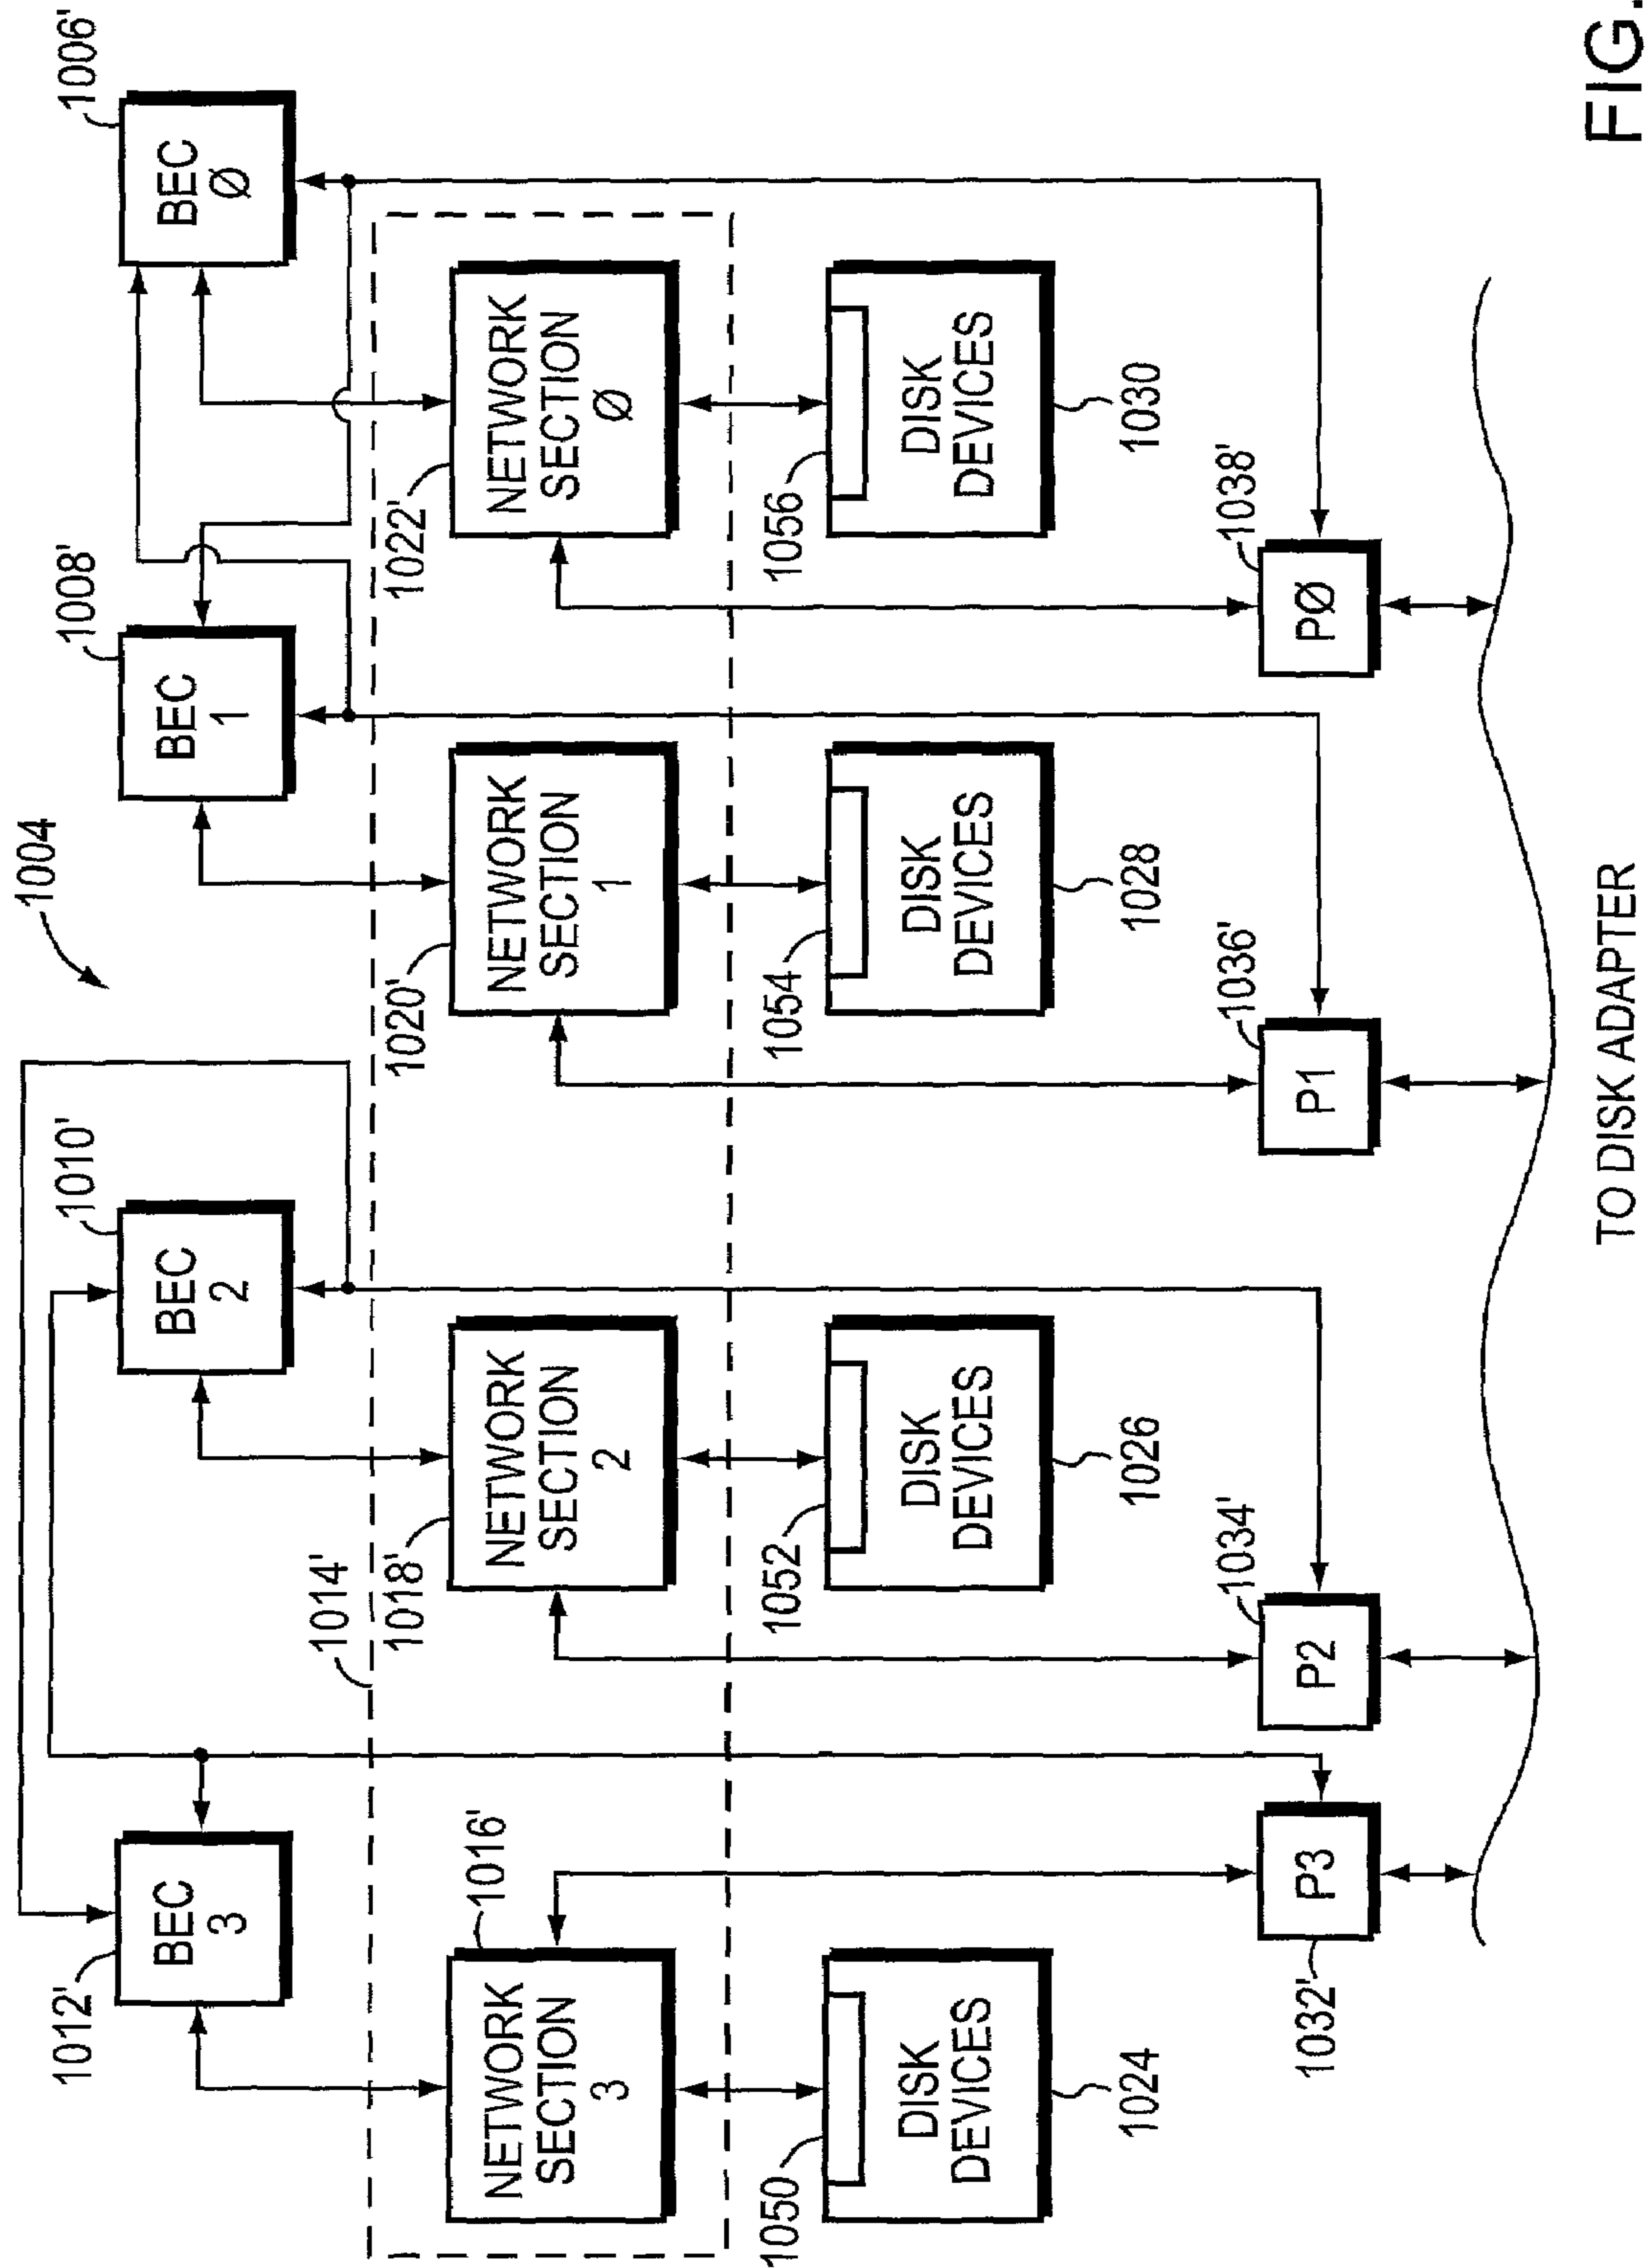 1004
1012'
BEC
3
1010'
BEC
2
1008'
BEC
1
1006'
BEC
Ø
1014'
1016'
NETWORK
SECTION
3
1018'
NETWORK
SECTION
2
1020'
NETWORK
SECTION
1
1022'
NETWORK
SECTION
Ø
1050
DISK
DEVICES
1024
1052
DISK
DEVICES
1026
1054
DISK
DEVICES
1028
1056
DISK
DEVICES
1030
1032'
P3
1034'
P2
1036'
P1
1038'
PØ
TO DISK ADAPTER
FIG.